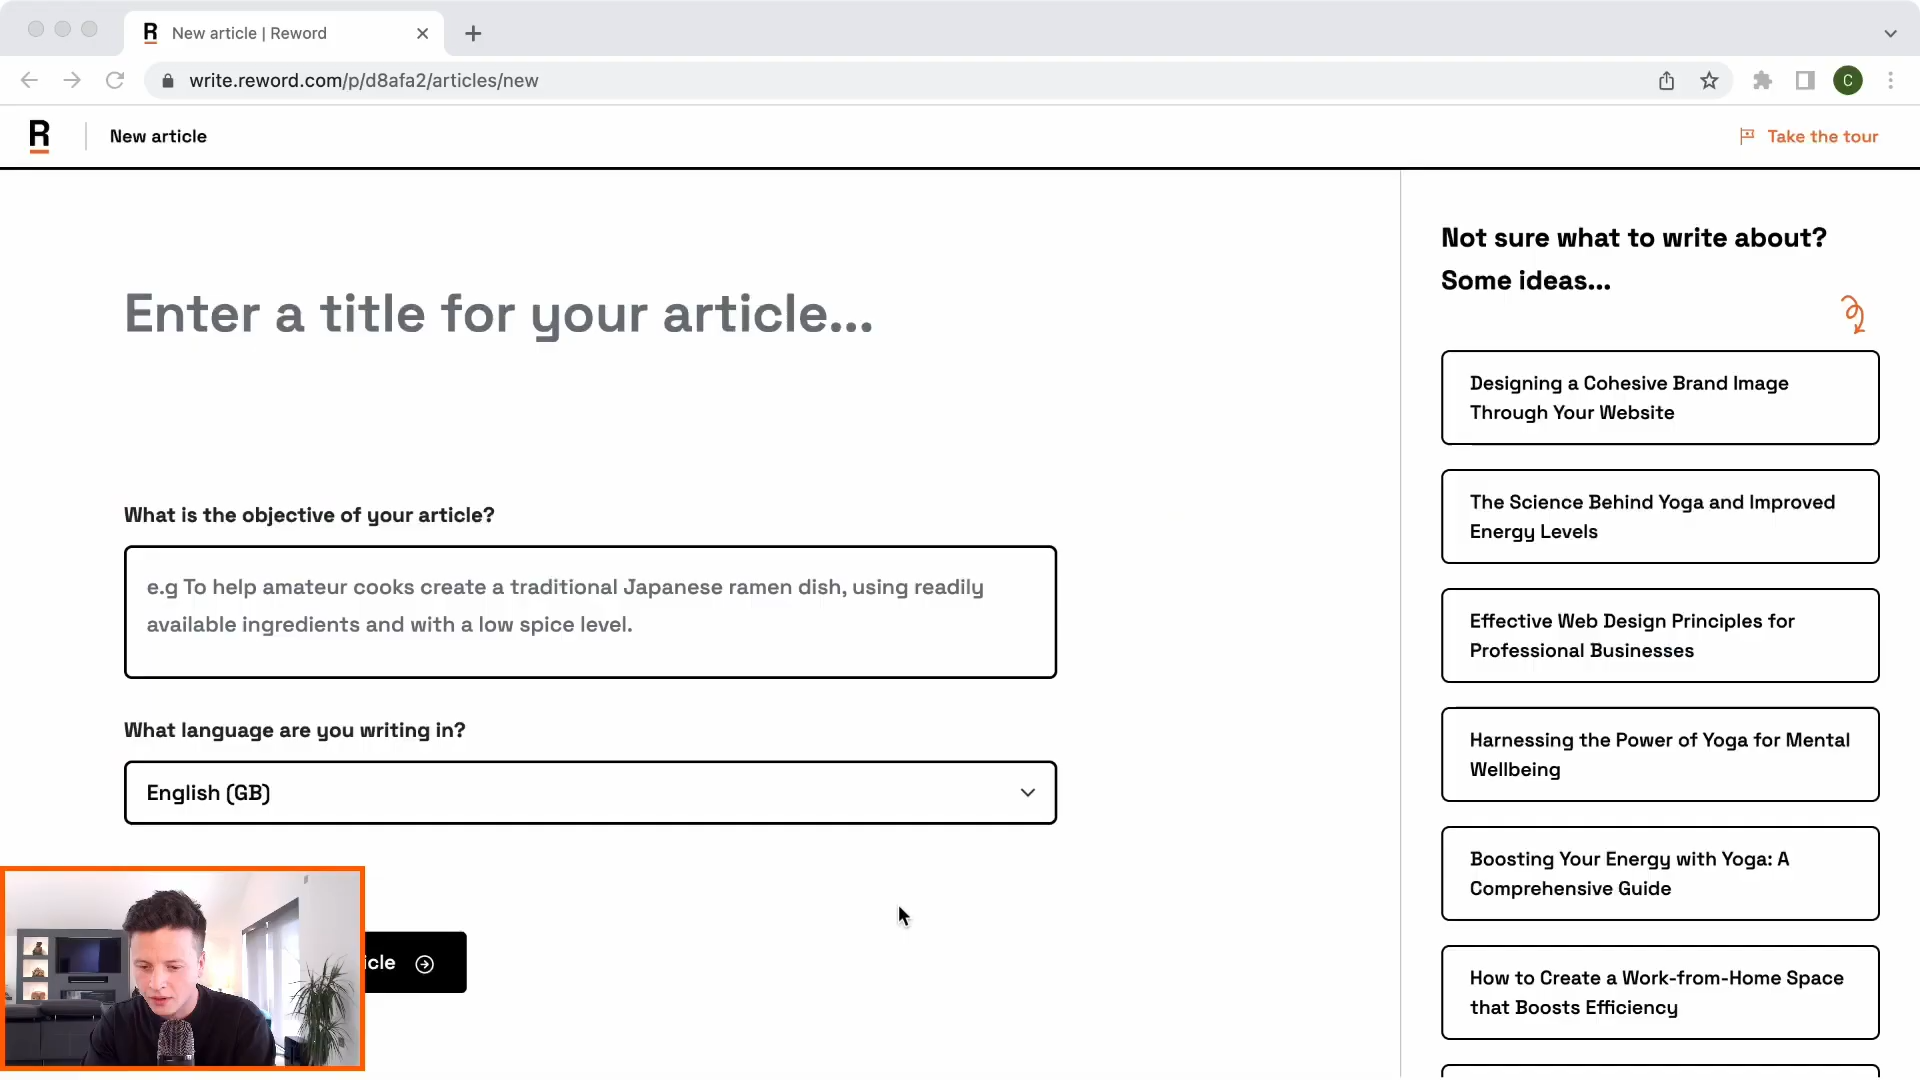 R New article | Reword
write.reword.com/p/d8afa2/articles/new
C
R New article
Take the tour
Enter a title for your article...
What is the objective of your article?
e.g To help amateur cooks create a traditional Japanese ramen dish, using readily
available ingredients and with a low spice level.
What language are you writing in?
English (GB)
icle
Not sure what to write about?
Some ideas...
Designing a Cohesive Brand Image
Through Your Website
The Science Behind Yoga and Improved
Energy Levels
Effective Web Design Principles for
Professional Businesses
Harnessing the Power of Yoga for Mental
Wellbeing
Boosting Your Energy with Yoga: A
Comprehensive Guide
How to Create a Work-from-Home Space
that Boosts Efficiency